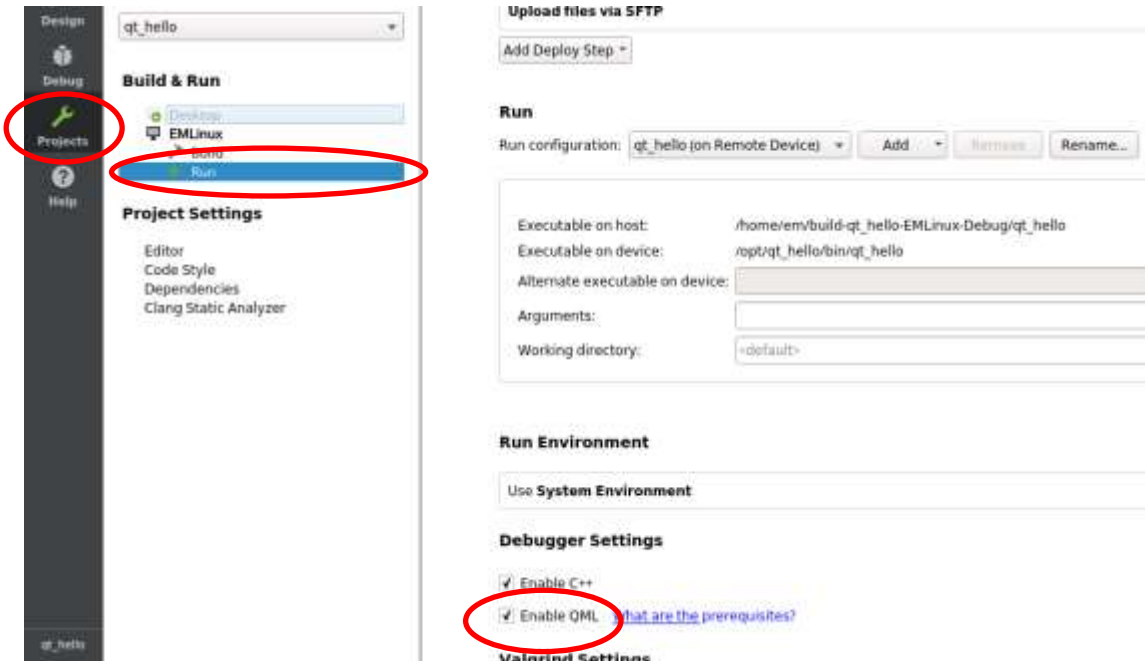 Design
Debug
Projects
Help
qt_hello
qt_hello
Build & Run
Desktop
EMLinux
Build
Run
Project Settings
Editor
Code Style
Dependencies
Clang Static Analyzer
Upload files via SFTP
Add Deploy Step
Run
Run configuration: qt_hello (on Remote Device) Add Remove Rename...
Executable on host: /home/em/build-qt_hello-EMLinux-Debug/qt_hello
Executable on device: /opt/qt_hello/bin/qt_hello
Alternate executable on device:
Arguments:
Working directory: <default>
Run Environment
Use System Environment
Debugger Settings
Enable C++
Enable QML What are the prerequisites?
Valgrind Settings